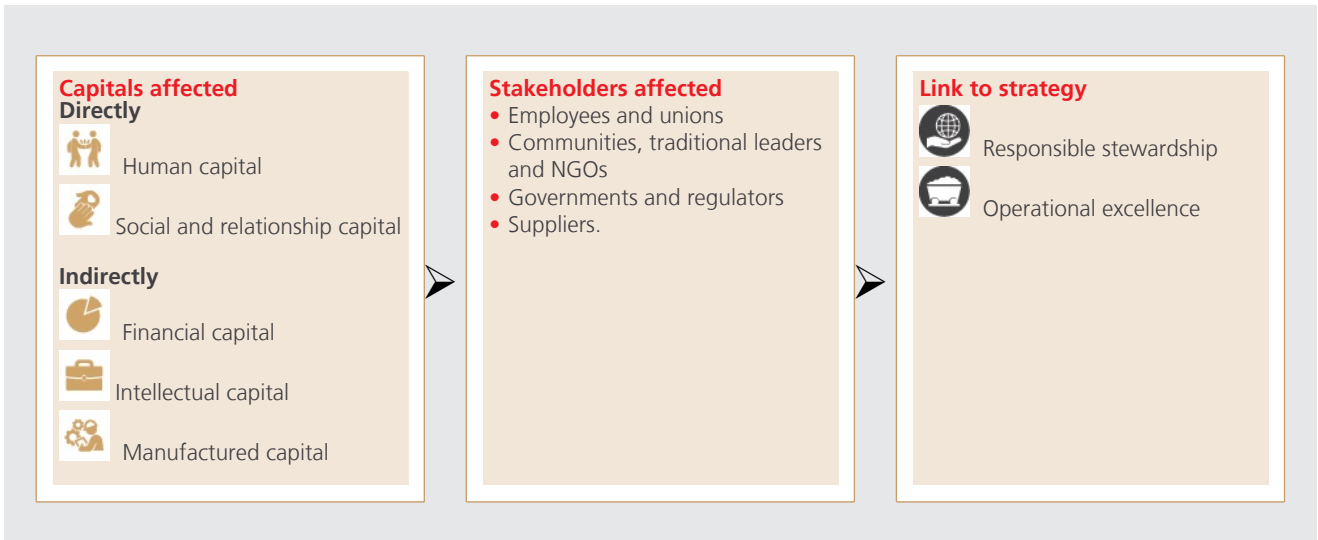 Capitals affected
Directly
Human capital
Social and relationship capital
Indirectly
Financial capital
Intellectual capital
Manufactured capital
Stakeholders affected
• Employees and unions
• Communities, traditional leaders
and NGOs
• Governments and regulators
• Suppliers.
Link to strategy
Responsible stewardship
Operational excellence